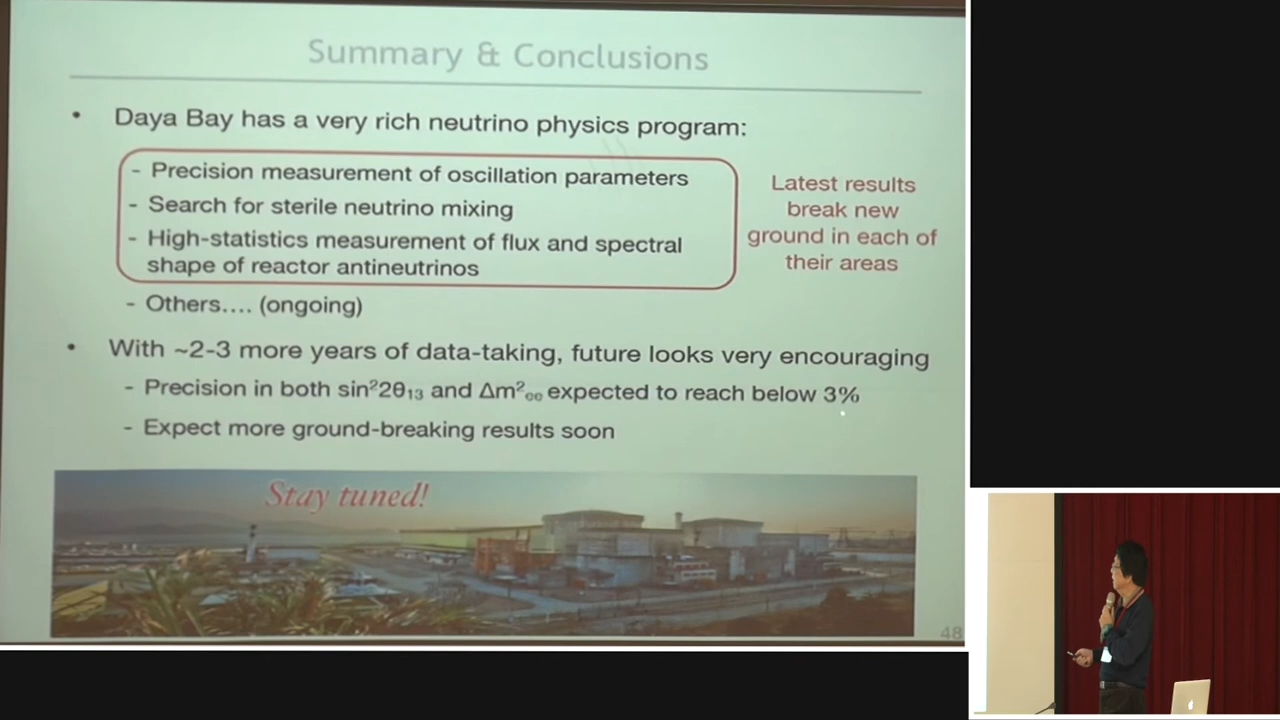 Summary & Conclusions
• Daya Bay has a very rich neutrino physics program:
- Precision measurement of oscillation parameters
- Search for sterile neutrino mixing
- High-statistics measurement of flux and spectral
shape of reactor antineutrinos
Latest results
break new
ground in each of
their areas
- Others.... (ongoing)
• With ~2-3 more years of data-taking, future looks very encouraging
- Precision in both sin²2θ₁₃ and Δm²ₑₑ expected to reach below 3%
- Expect more ground-breaking results soon
Stay tuned!
48